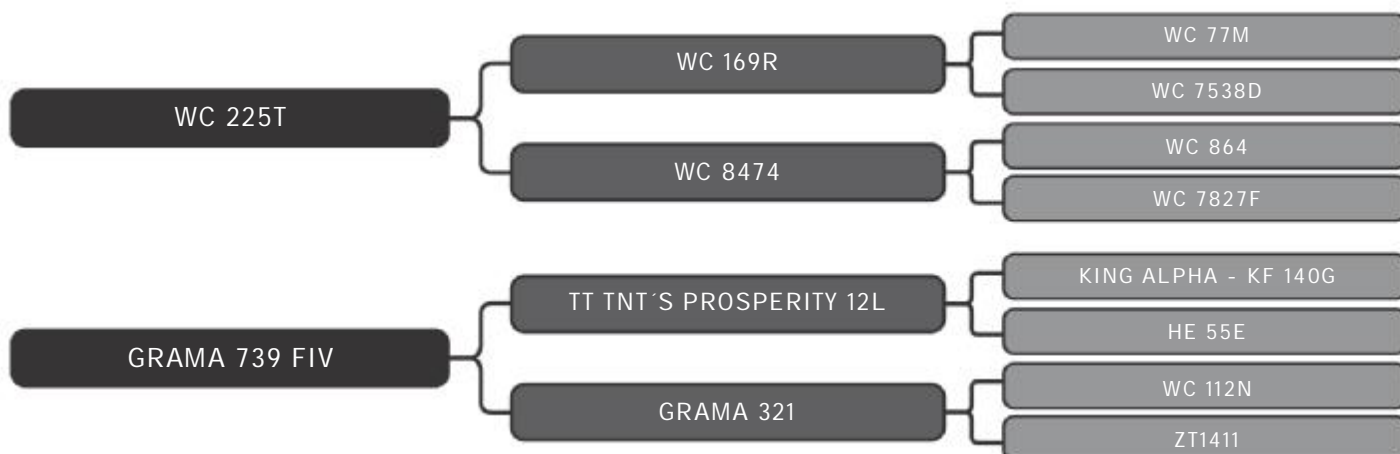 WC 225T
WC 169R
WC 8474
WC 77M
WC 7538D
WC 864
WC 7827F
GRAMA 739 FIV
TT TNT´S PROSPERITY 12L
GRAMA 321
KING ALPHA - KF 140G
HE 55E
WC 112N
ZT1411